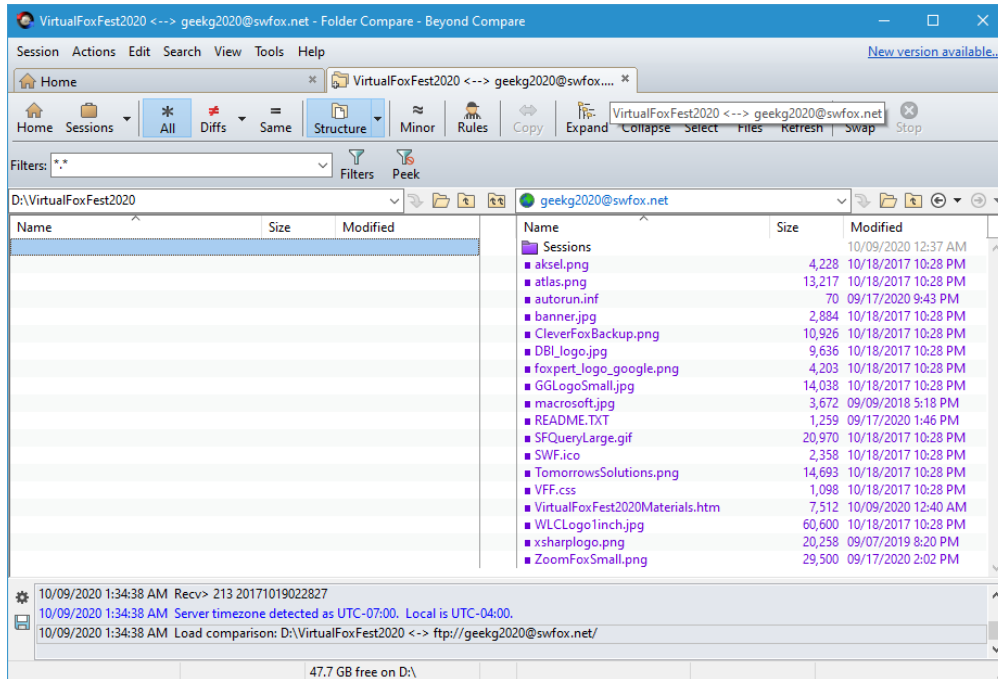 VirtualFoxFest2020 <--> geekg2020@swfox.net - Folder Compare - Beyond Compare
Session Actions Edit Search View Tools Help New version available..
Home VirtualFoxFest2020 <--> geekg2020@swfox....
Home Sessions All Diffs Same Structure Minor Rules Copy Expand Collapse Select Files Refresh Swap Stop
VirtualFoxFest2020 <--> geekg2020@swfox.net
Filters: *.* Filters Peek
D:\VirtualFoxFest2020 geekg2020@swfox.net
Name Size Modified Name Size Modified
Sessions 10/09/2020 12:37 AM
aksel.png 4,228 10/18/2017 10:28 PM
atlas.png 13,217 10/18/2017 10:28 PM
autorun.inf 70 09/17/2020 9:43 PM
banner.jpg 2,884 10/18/2017 10:28 PM
CleverFoxBackup.png 10,926 10/18/2017 10:28 PM
DBI_logo.jpg 9,636 10/18/2017 10:28 PM
foxpert_logo_google.png 4,203 10/18/2017 10:28 PM
GGLogoSmall.jpg 14,038 10/18/2017 10:28 PM
macrosoft.jpg 3,672 09/09/2018 5:18 PM
README.TXT 1,259 09/17/2020 1:46 PM
SFQueryLarge.gif 20,970 10/18/2017 10:28 PM
SWF.ico 2,358 10/18/2017 10:28 PM
TomorrowsSolutions.png 14,693 10/18/2017 10:28 PM
VFF.css 1,098 10/18/2017 10:28 PM
VirtualFoxFest2020Materials.htm 7,512 10/09/2020 12:40 AM
WLCLogo1inch.jpg 60,600 10/18/2017 10:28 PM
xsharplogo.png 20,258 09/07/2019 8:20 PM
ZoomFoxSmall.png 29,500 09/17/2020 2:02 PM
10/09/2020 1:34:38 AM Recv> 213 20171019022827
10/09/2020 1:34:38 AM Server timezone detected as UTC-07:00. Local is UTC-04:00.
10/09/2020 1:34:38 AM Load comparison: D:\VirtualFoxFest2020 <-> ftp://geekg2020@swfox.net/
47.7 GB free on D:\